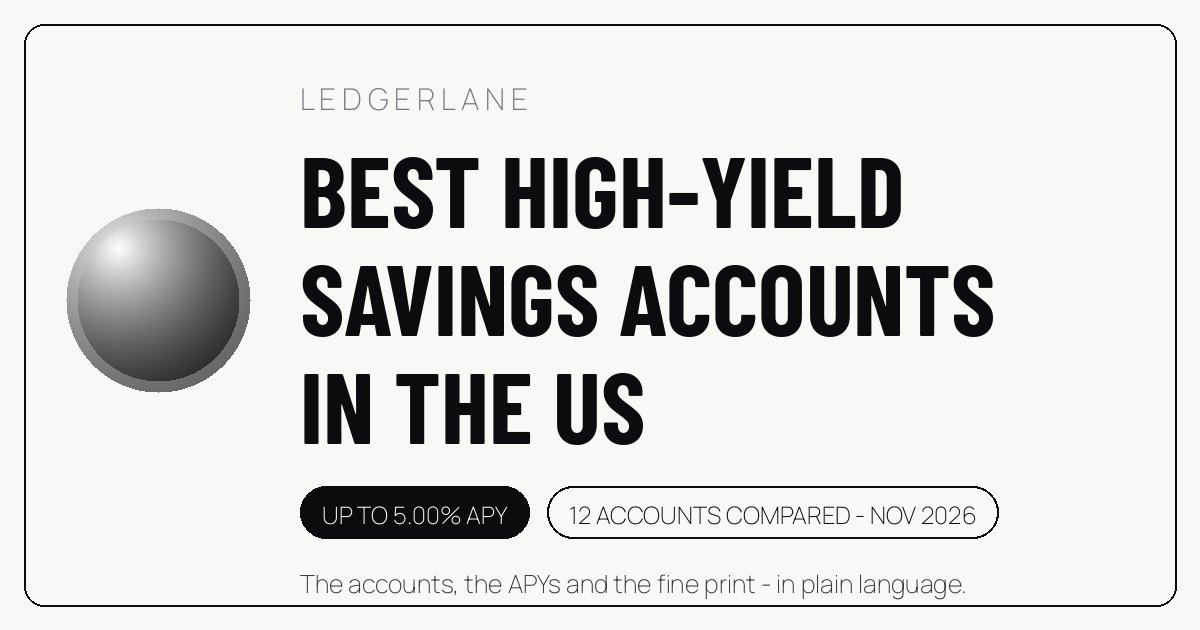 LEDGERLANE
BEST HIGH-YIELD
SAVINGS ACCOUNTS
IN THE US
UP TO 5.00% APY
12 ACCOUNTS COMPARED - NOV 2026
The accounts, the APYs and the fine print - in plain language.